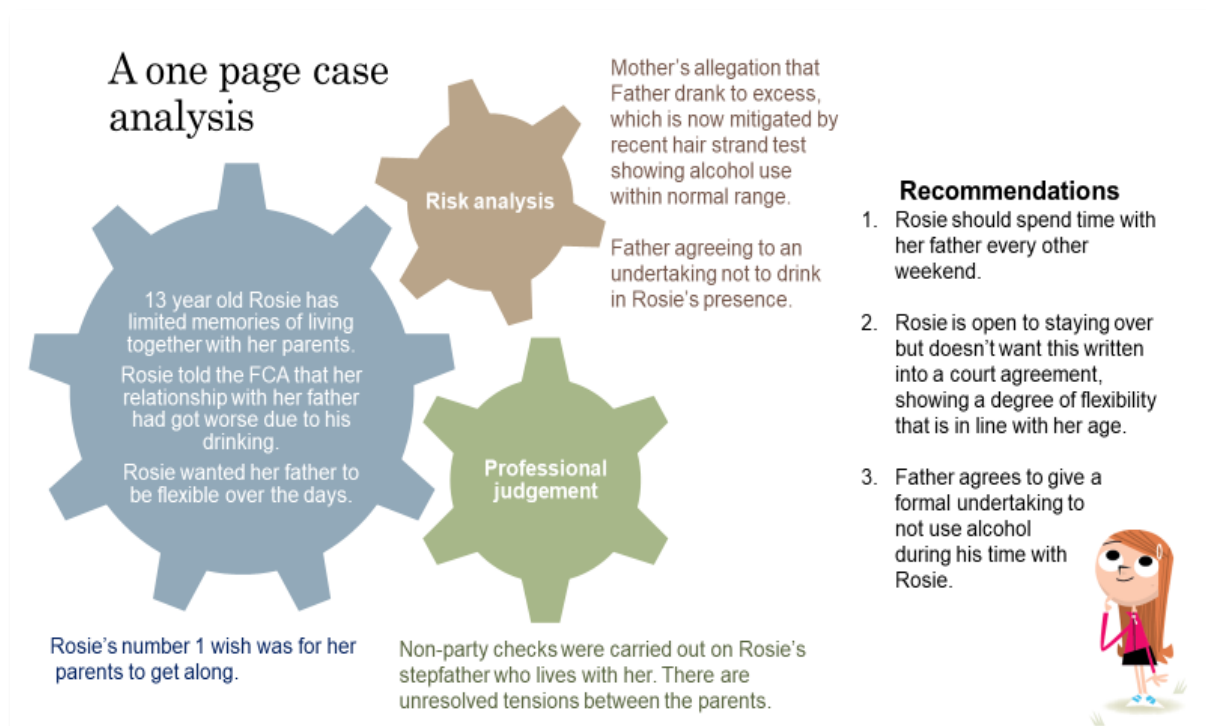 A one page case
analysis
13 year old Rosie has
limited memories of living
together with her parents.
Rosie told the FCA that her
relationship with her father
had got worse due to his
drinking.
Rosie wanted her father to
be flexible over the days.
Rosie’s number 1 wish was for her
parents to get along.
Risk analysis
Mother’s allegation that
Father drank to excess,
which is now mitigated by
recent hair strand test
showing alcohol use
within normal range.
Father agreeing to an
undertaking not to drink
in Rosie’s presence.
Professional
judgement
Non-party checks were carried out on Rosie’s
stepfather who lives with her. There are
unresolved tensions between the parents.
Recommendations
1. Rosie should spend time with
her father every other
weekend.
2. Rosie is open to staying over
but doesn’t want this written
into a court agreement,
showing a degree of flexibility
that is in line with her age.
3. Father agrees to give a
formal undertaking to
not use alcohol
during his time with
Rosie.